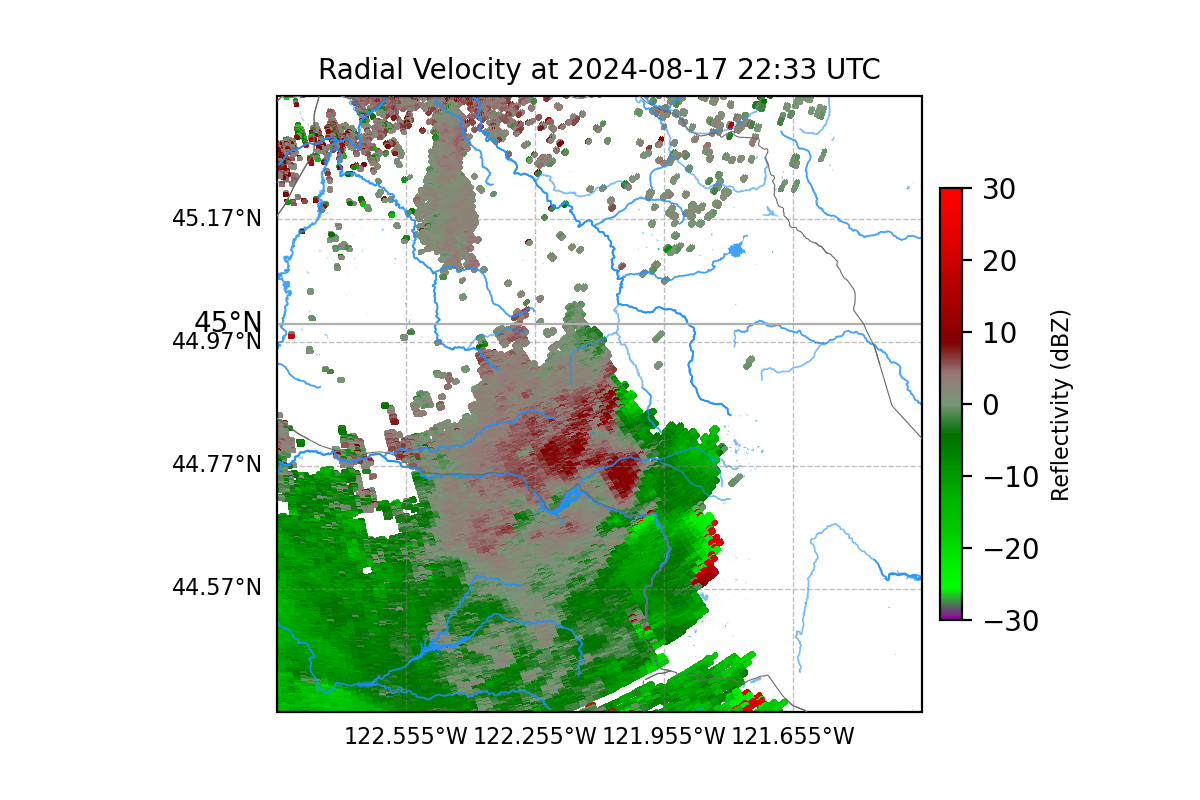 Radial Velocity at 2024-08-17 22:33 UTC
45.17°N
45°N
44.97°N
44.77°N
44.57°N
122.555°W 122.255°W 121.955°W 121.655°W
30
20
10
0
−10
−20
−30
Reflectivity (dBZ)